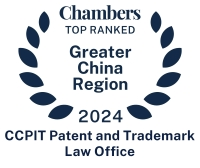 Chambers
TOP RANKED
Greater
China
Region
2024
CCPIT Patent and Trademark
Law Office